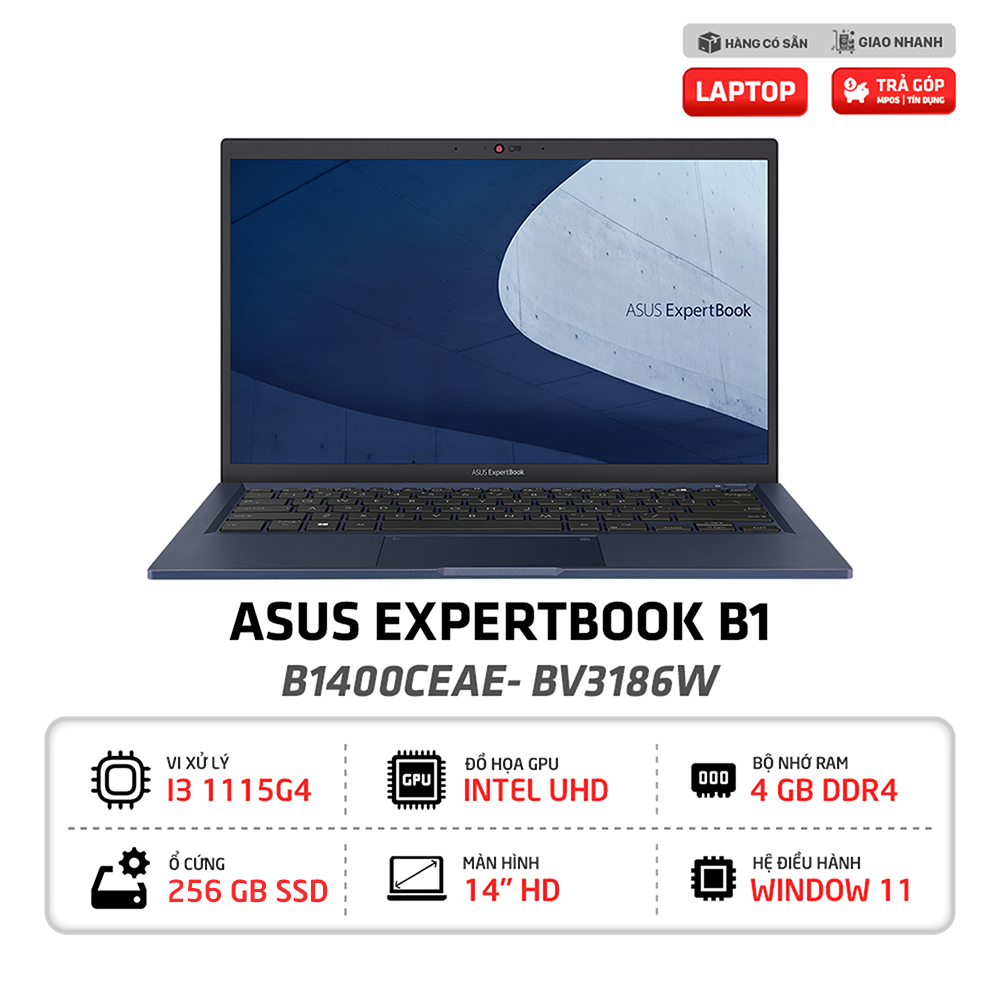 HÀNG CÓ SẴN
GIAO NHANH
LAPTOP
TRẢ GÓP
MPOS | TÍN DỤNG
ASUS ExpertBook
ASUS ExpertBook
ASUS EXPERTBOOK B1
B1400CEAE- BV3186W
VI XỬ LÝ
I3 1115G4
GPU
ĐỒ HỌA GPU
INTEL UHD
BỘ NHỚ RAM
4 GB DDR4
Ổ CỨNG
256 GB SSD
MÀN HÌNH
14” HD
HỆ ĐIỀU HÀNH
WINDOW 11